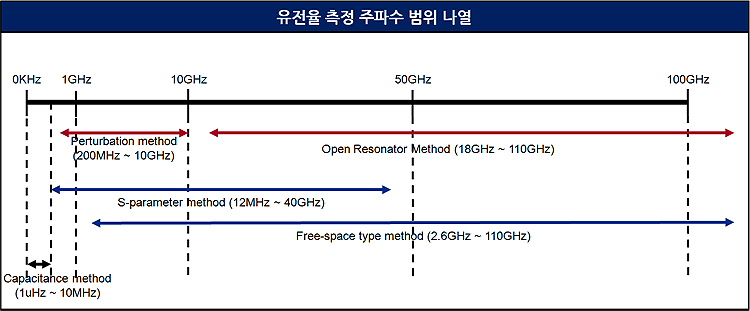 유전율 측정 주파수 범위 나열
0KHz 1GHz 10GHz 50GHz 100GHz
Perturbation method
(200MHz ~ 10GHz)
Open Resonator Method (18GHz ~ 110GHz)
S-parameter method (12MHz ~ 40GHz)
Free-space type method (2.6GHz ~ 110GHz)
Capacitance method
(1uHz ~ 10MHz)